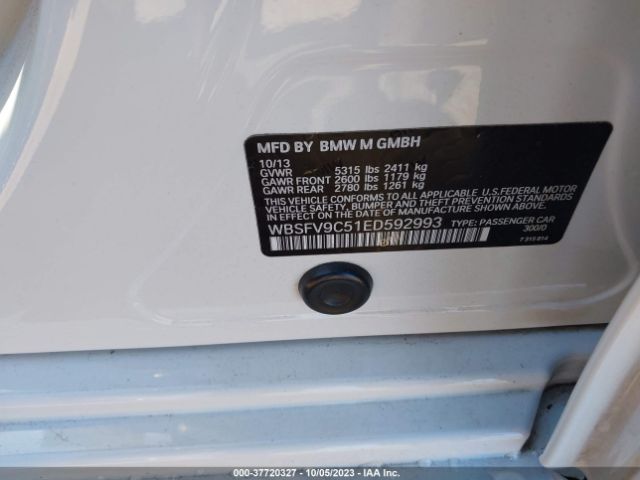 MFD BY BMW M GMBH
10/13
GVWR 5315 lbs 2411 kg
GAWR FRONT 2600 lbs 1179 kg
GAWR REAR 2780 lbs 1261 kg
THIS VEHICLE CONFORMS TO ALL APPLICABLE U.S.FEDERAL MOTOR
VEHICLE SAFETY, BUMPER, AND THEFT PREVENTION STANDARDS
IN EFFECT ON THE DATE OF MANUFACTURE SHOWN ABOVE.
WBSFV9C51ED592993 TYPE: PASSENGER CAR
300/0
7 315 814
000-37720327 - 10/05/2023 - IAA Inc.